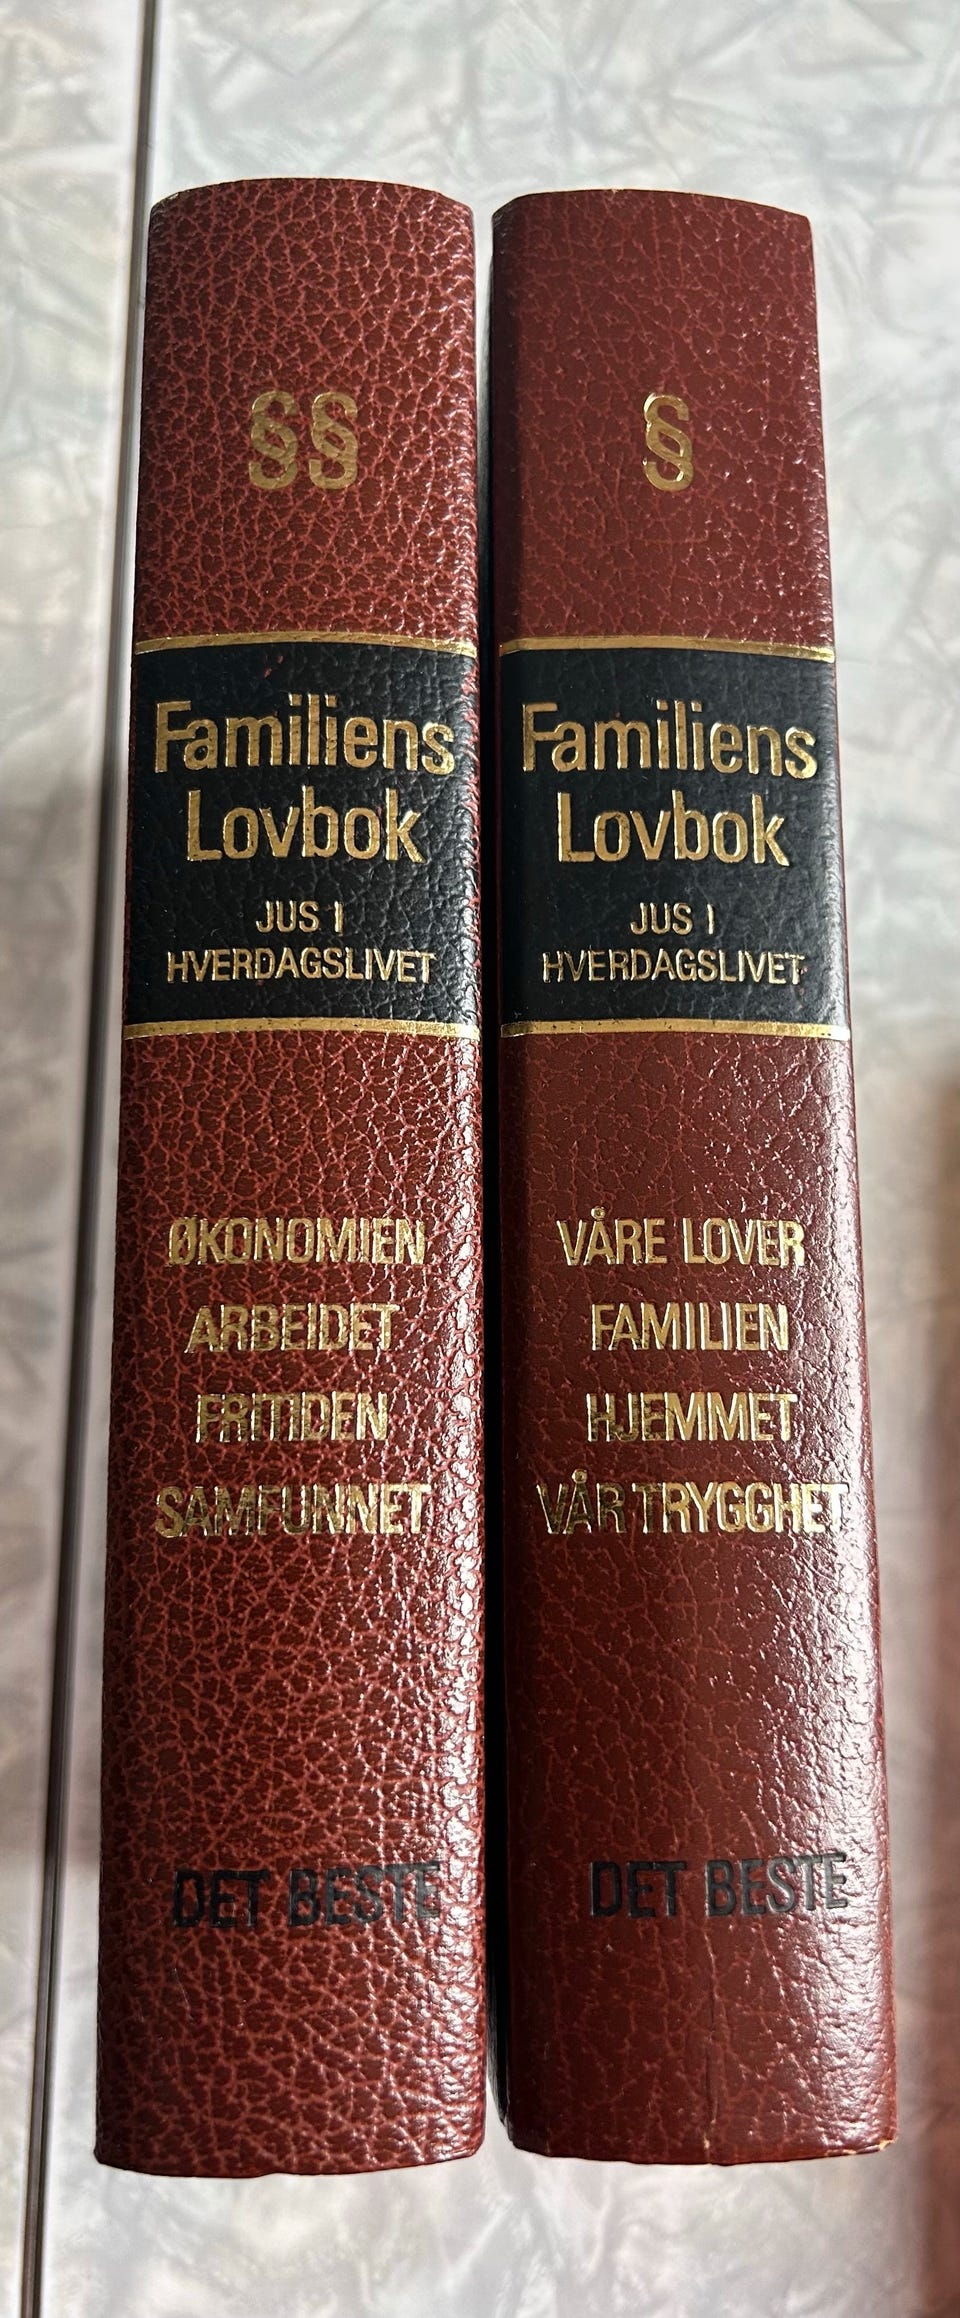 §§
Familiens
Lovbok
JUS I
HVERDAGSLIVET
ØKONOMIEN
ARBEIDET
FRITIDEN
SAMFUNNET
DET BESTE
§
Familiens
Lovbok
JUS I
HVERDAGSLIVET
VÅRE LOVER
FAMILIEN
HJEMMET
VÅR TRYGGHET
DET BESTE